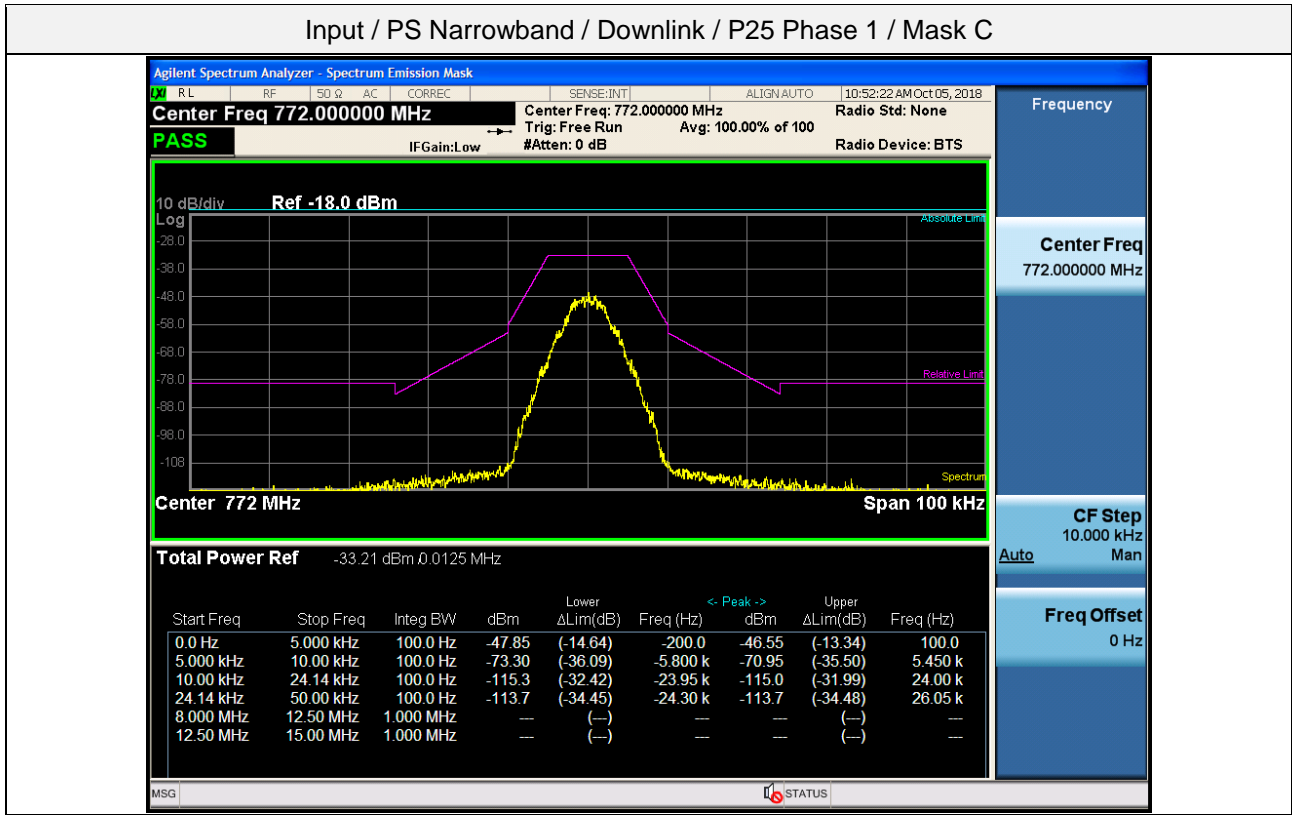 Input / PS Narrowband / Downlink / P25 Phase 1 / Mask C
Agilent Spectrum Analyzer - Spectrum Emission Mask
LXI RL RF 50 Ω AC CORREC SENSE:INT ALIGN AUTO 10:52:22 AM Oct 05, 2018
Center Freq 772.000000 MHz
Center Freq: 772.000000 MHz Radio Std: None
Trig: Free Run Avg: 100.00% of 100
PASS IFGain:Low #Atten: 0 dB Radio Device: BTS
Frequency
10 dB/div Ref -18.0 dBm
Log Absolute Limit
-28.0
-38.0
-48.0
-58.0
-68.0
-78.0 Relative Limit
-88.0
-98.0
-108
Spectrum
Center 772 MHz Span 100 kHz
Center Freq
772.000000 MHz
CF Step
10.000 kHz
Auto Man
Freq Offset
0 Hz
Total Power Ref -33.21 dBm /0.0125 MHz
Lower <- Peak -> Upper
Start Freq Stop Freq Integ BW dBm ΔLim(dB) Freq (Hz) dBm ΔLim(dB) Freq (Hz)
0.0 Hz 5.000 kHz 100.0 Hz -47.85 (-14.64) -200.0 -46.55 (-13.34) 100.0
5.000 kHz 10.00 kHz 100.0 Hz -73.30 (-36.09) -5.800 k -70.95 (-35.50) 5.450 k
10.00 kHz 24.14 kHz 100.0 Hz -115.3 (-32.42) -23.95 k -115.0 (-31.99) 24.00 k
24.14 kHz 50.00 kHz 100.0 Hz -113.7 (-34.45) -24.30 k -113.7 (-34.48) 26.05 k
8.000 MHz 12.50 MHz 1.000 MHz --- (---) --- --- (---) ---
12.50 MHz 15.00 MHz 1.000 MHz --- (---) --- --- (---) ---
MSG STATUS